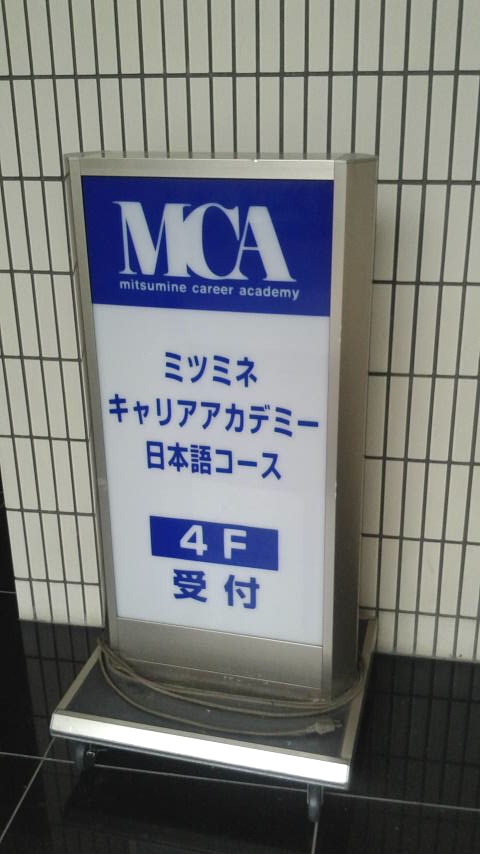 MCA
mitsumine career academy
ミツミネ
キャリアアカデミー
日本語コース
4F
受付